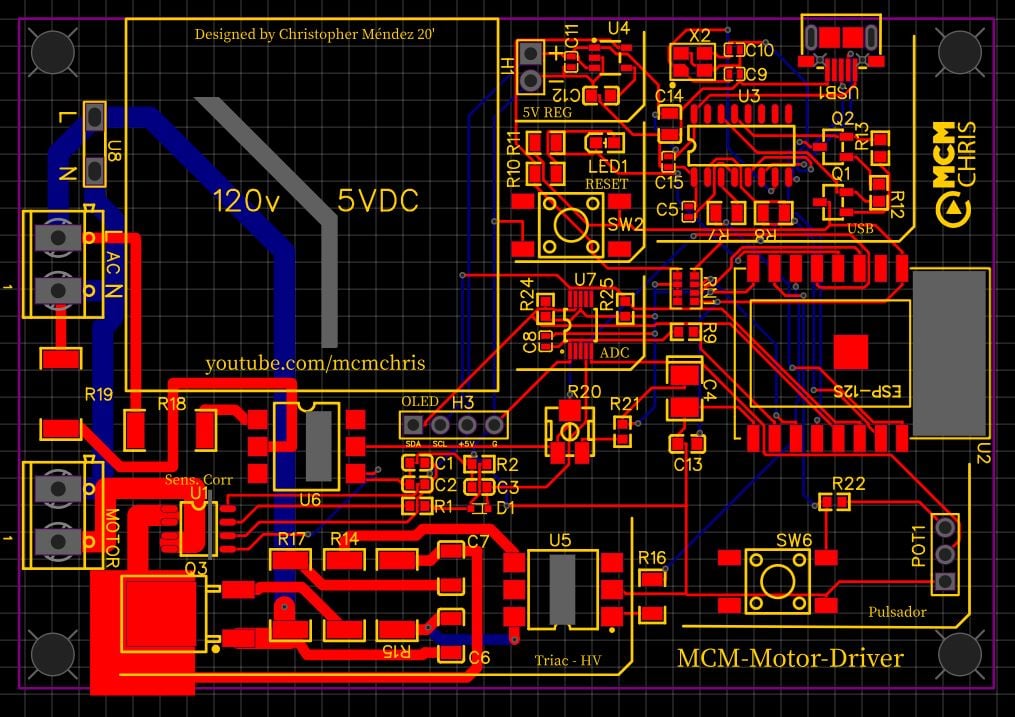 Designed by Christopher Méndez 20'
U4
C11
X2
C10
C9
H1
+
C12
5V REG
C14
U3
USB1
Q2
R13
MCM
CHRIS
L
N
U8
R11
R10
LED1
RESET
C15
Q1
R12
C5
R7
R8
USB
SW2
120v
5VDC
L
AC
N
1
U7
R24
R25
RN1
R9
C8
ADC
ESP-12S
youtube.com/mcmchris
R19
R18
OLED
H3
SDA
SCL
+5V
G
R20
R21
C4
C13
U2
Sens. Corr
U1
U6
C1
C2
R1
R2
C3
D1
R22
MOTOR
1
Q3
R17
R14
C7
U5
R16
SW6
POT1
Pulsador
R15
C6
Triac - HV
MCM-Motor-Driver